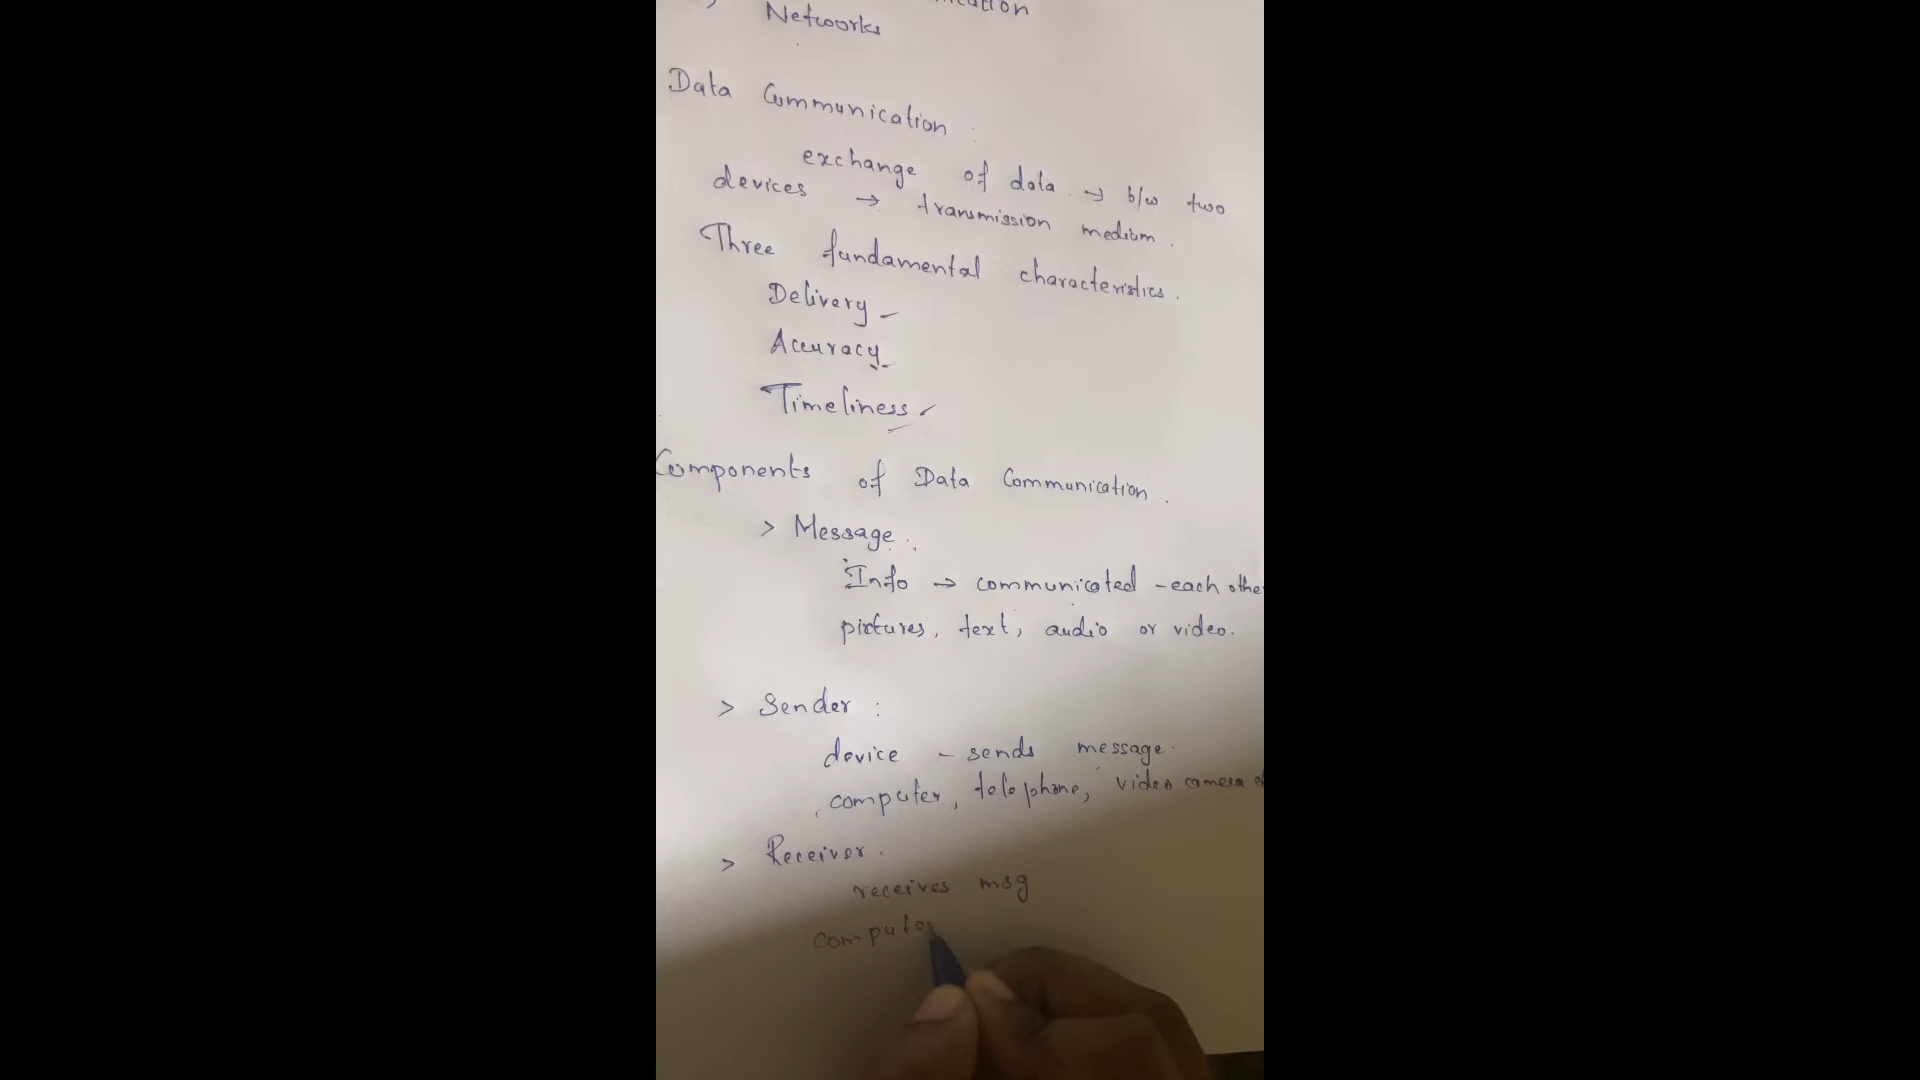 Networks
Data Communication :
exchange of data → b/w two
devices → transmission medium.
Three fundamental characteristics.
Delivery
Accuracy
Timeliness
Components of Data Communication.
> Message.
Info → communicated - each othe
pictures, text, audio or video.
> Sender :
device - sends message.
computer, telephone, video camera
> Receiver.
receives msg
compute